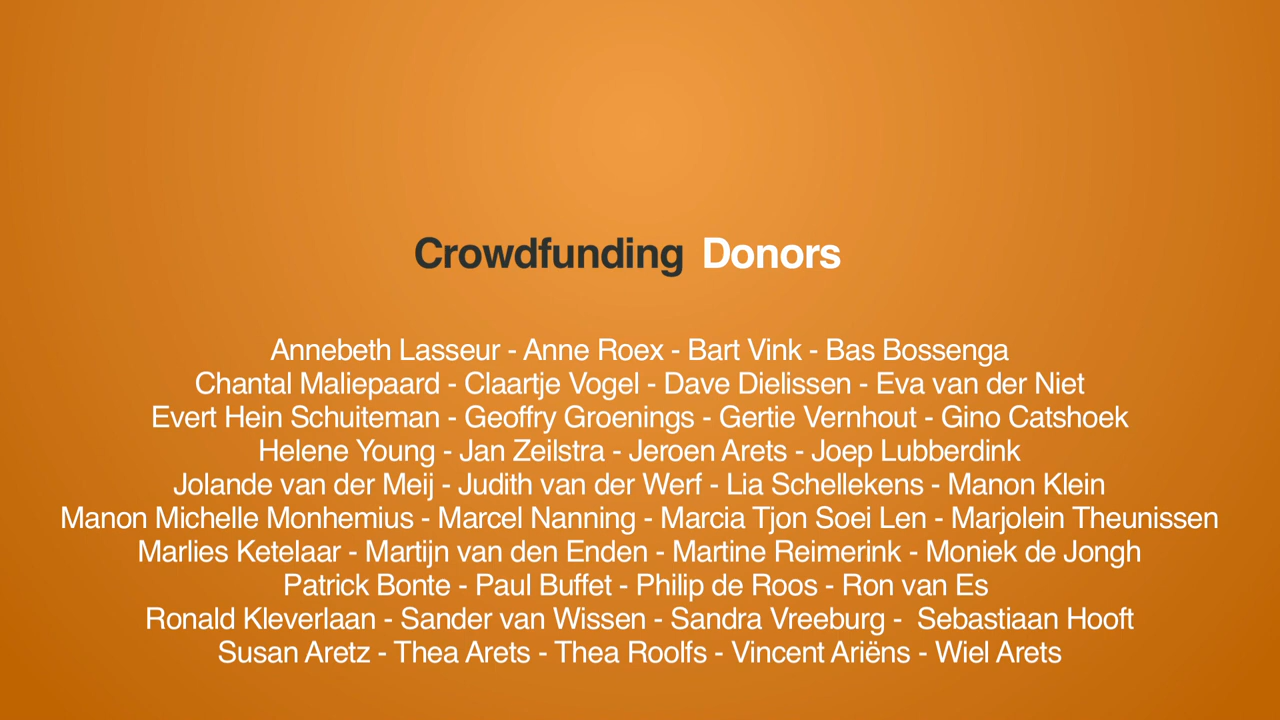 Crowdfunding Donors
Annebeth Lasseur - Anne Roex - Bart Vink - Bas Bossenga
Chantal Maliepaard - Claartje Vogel - Dave Dielissen - Eva van der Niet
Evert Hein Schuiteman - Geoffry Groenings - Gertie Vernhout - Gino Catshoek
Helene Young - Jan Zeilstra - Jeroen Arets - Joep Lubberdink
Jolande van der Meij - Judith van der Werf - Lia Schellekens - Manon Klein
Manon Michelle Monhemius - Marcel Nanning - Marcia Tjon Soei Len - Marjolein Theunissen
Marlies Ketelaar - Martijn van den Enden - Martine Reimerink - Moniek de Jongh
Patrick Bonte - Paul Buffet - Philip de Roos - Ron van Es
Ronald Kleverlaan - Sander van Wissen - Sandra Vreeburg -  Sebastiaan Hooft
Susan Aretz - Thea Arets - Thea Roolfs - Vincent Ariëns - Wiel Arets